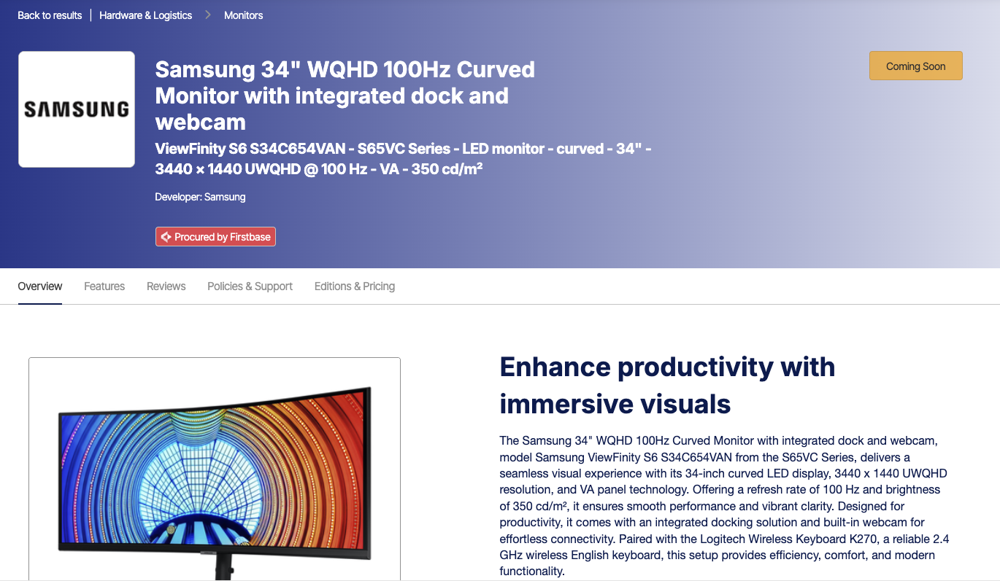 Back to results | Hardware & Logistics > Monitors
SAMSUNG
Samsung 34" WQHD 100Hz Curved
Monitor with integrated dock and
webcam
ViewFinity S6 S34C654VAN - S65VC Series - LED monitor - curved - 34" -
3440 x 1440 UWQHD @ 100 Hz - VA - 350 cd/m²
Developer: Samsung
Procured by Firstbase
Coming Soon
Overview Features Reviews Policies & Support Editions & Pricing
Enhance productivity with
immersive visuals
The Samsung 34" WQHD 100Hz Curved Monitor with integrated dock and webcam,
model Samsung ViewFinity S6 S34C654VAN from the S65VC Series, delivers a
seamless visual experience with its 34-inch curved LED display, 3440 x 1440 UWQHD
resolution, and VA panel technology. Offering a refresh rate of 100 Hz and brightness
of 350 cd/m², it ensures smooth performance and vibrant clarity. Designed for
productivity, it comes with an integrated docking solution and built-in webcam for
effortless connectivity. Paired with the Logitech Wireless Keyboard K270, a reliable 2.4
GHz wireless English keyboard, this setup provides efficiency, comfort, and modern
functionality.